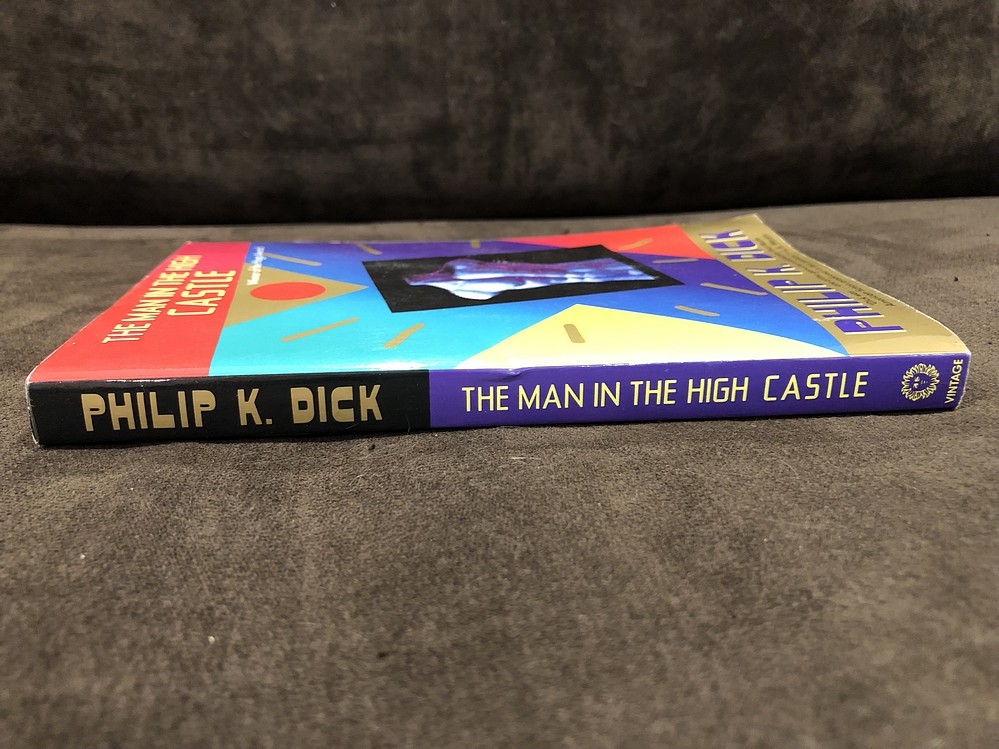 THE MAN IN THE HIGH
CASTLE
PHILIP K. DICK
PHILIP K. DICK
THE MAN IN THE HIGH CASTLE
VINTAGE